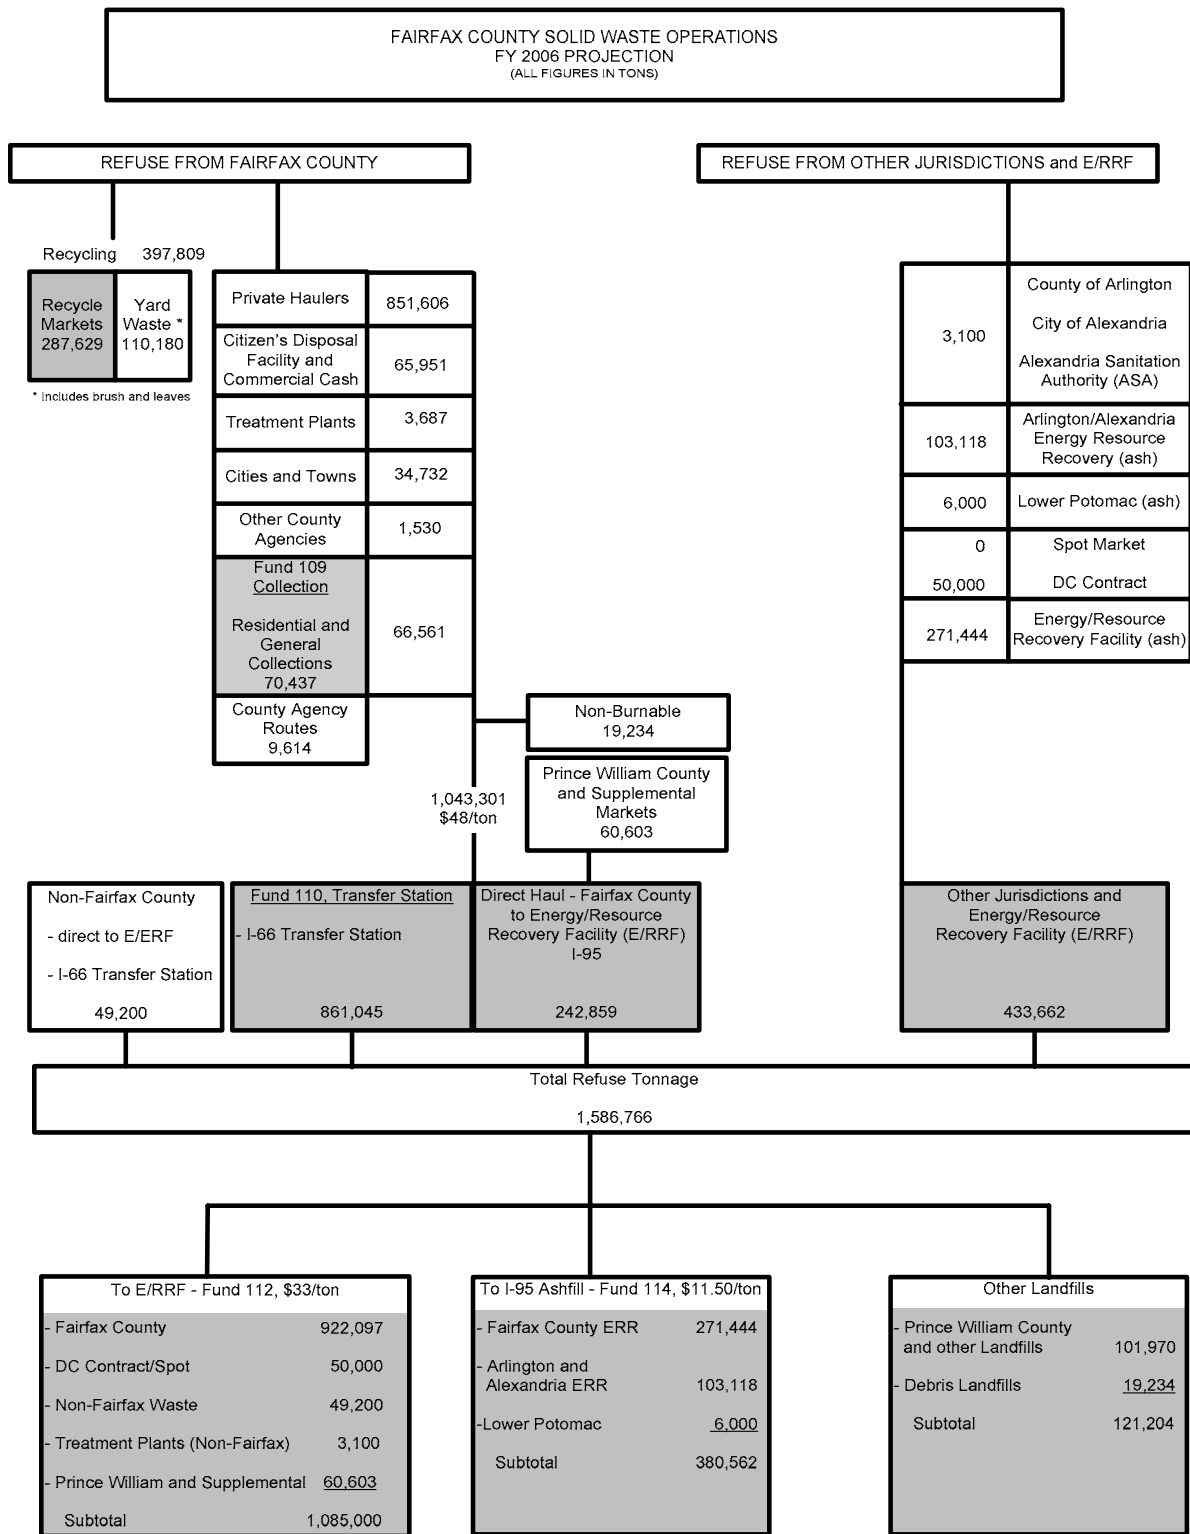 FAIRFAX COUNTY SOLID WASTE OPERATIONS
FY 2006 PROJECTION
(ALL FIGURES IN TONS)
REFUSE FROM FAIRFAX COUNTY
REFUSE FROM OTHER JURISDICTIONS and E/RRF
Recycling 397,809
Recycle
Markets
287,629
Yard
Waste *
110,180
* Includes brush and leaves
Private Haulers 851,606
Citizen's Disposal
Facility and
Commercial Cash
65,951
Treatment Plants 3,687
Cities and Towns 34,732
Other County
Agencies
1,530
Fund 109
Collection
Residential and
General
Collections
70,437
66,561
County Agency
Routes
9,614
3,100
County of Arlington
City of Alexandria
Alexandria Sanitation
Authority (ASA)
103,118
Arlington/Alexandria
Energy Resource
Recovery (ash)
6,000 Lower Potomac (ash)
0 Spot Market
50,000 DC Contract
271,444
Energy/Resource
Recovery Facility (ash)
Non-Burnable
19,234
Prince William County
and Supplemental
Markets
60,603
1,043,301
$48/ton
Non-Fairfax County
- direct to E/ERF
- I-66 Transfer Station
49,200
Fund 110, Transfer Station
- I-66 Transfer Station
861,045
Direct Haul - Fairfax County
to Energy/Resource
Recovery Facility (E/RRF)
I-95
242,859
Other Jurisdictions and
Energy/Resource
Recovery Facility (E/RRF)
433,662
Total Refuse Tonnage
1,586,766
To E/RRF - Fund 112, $33/ton
- Fairfax County 922,097
- DC Contract/Spot 50,000
- Non-Fairfax Waste 49,200
- Treatment Plants (Non-Fairfax) 3,100
- Prince William and Supplemental 60,603
Subtotal 1,085,000
To I-95 Ashfill - Fund 114, $11.50/ton
- Fairfax County ERR 271,444
- Arlington and
Alexandria ERR 103,118
-Lower Potomac 6,000
Subtotal 380,562
Other Landfills
- Prince William County
and other Landfills 101,970
- Debris Landfills 19,234
Subtotal 121,204